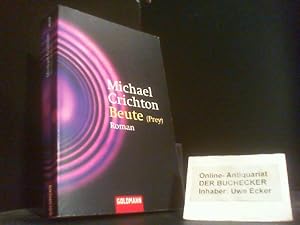 Michael
Crichton
Beute (Prey)
Roman
GOLDMANN
Online- Antiquariat
DER BUCHECKER
Inhaber: Uwe Ecker